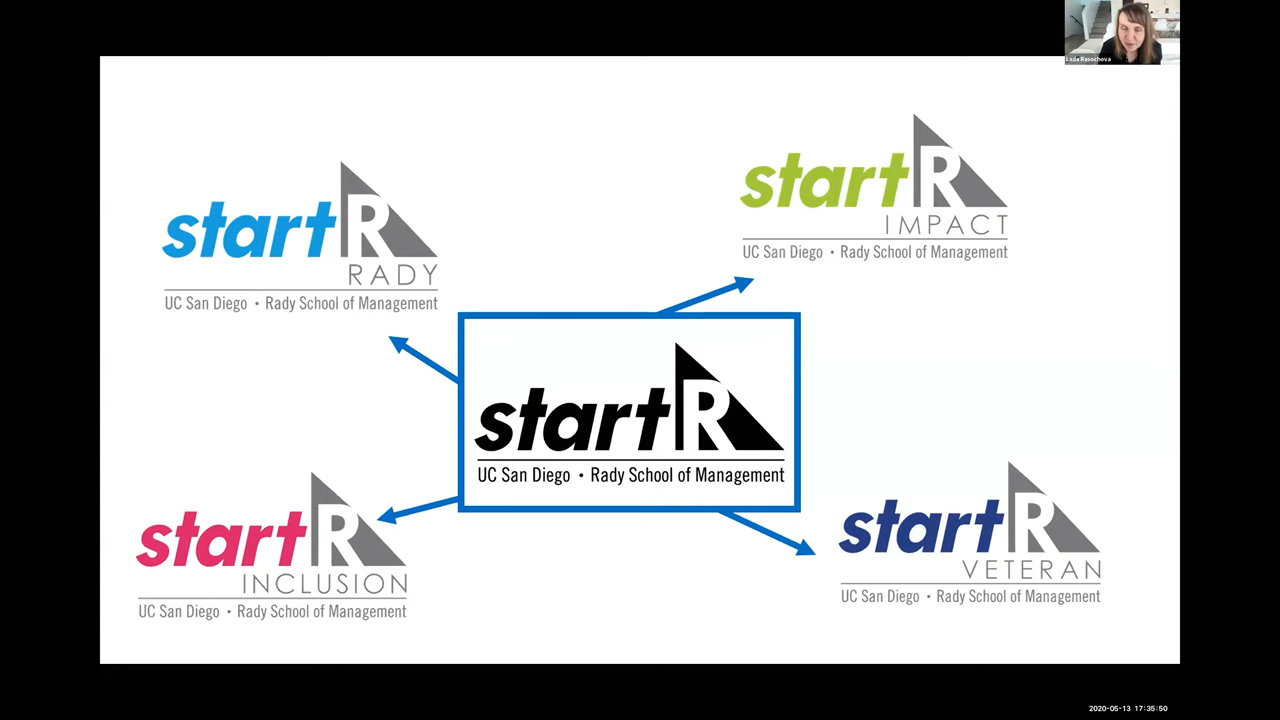 Lada Rasochova
startR
IMPACT
UC San Diego • Rady School of Management
startR
RADY
UC San Diego • Rady School of Management
startR
UC San Diego • Rady School of Management
startR
INCLUSION
UC San Diego • Rady School of Management
startR
VETERAN
UC San Diego • Rady School of Management
2020-05-13 17:35:50